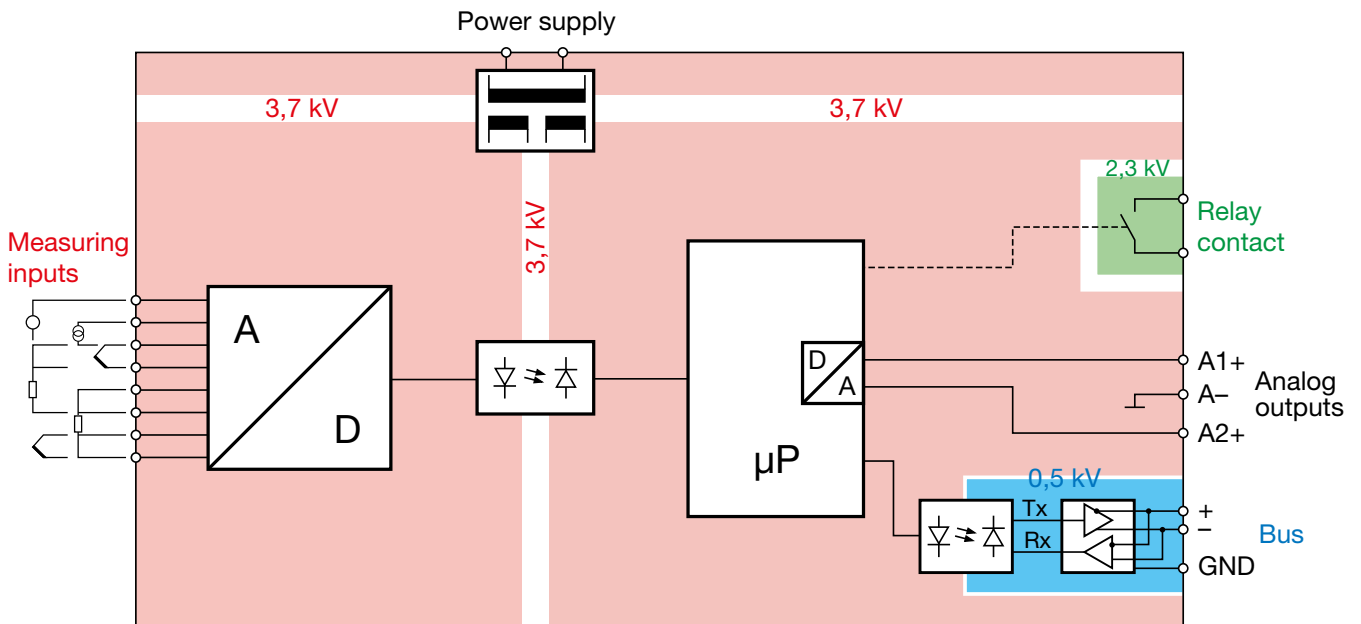 Power supply
3,7 kV
3,7 kV
2,3 kV
Relay
contact
3,7 kV
Measuring
inputs
A
D
D
A
µP
A1+
A–
A2+
Analog
outputs
0,5 kV
Tx
Rx
+
–
GND
Bus